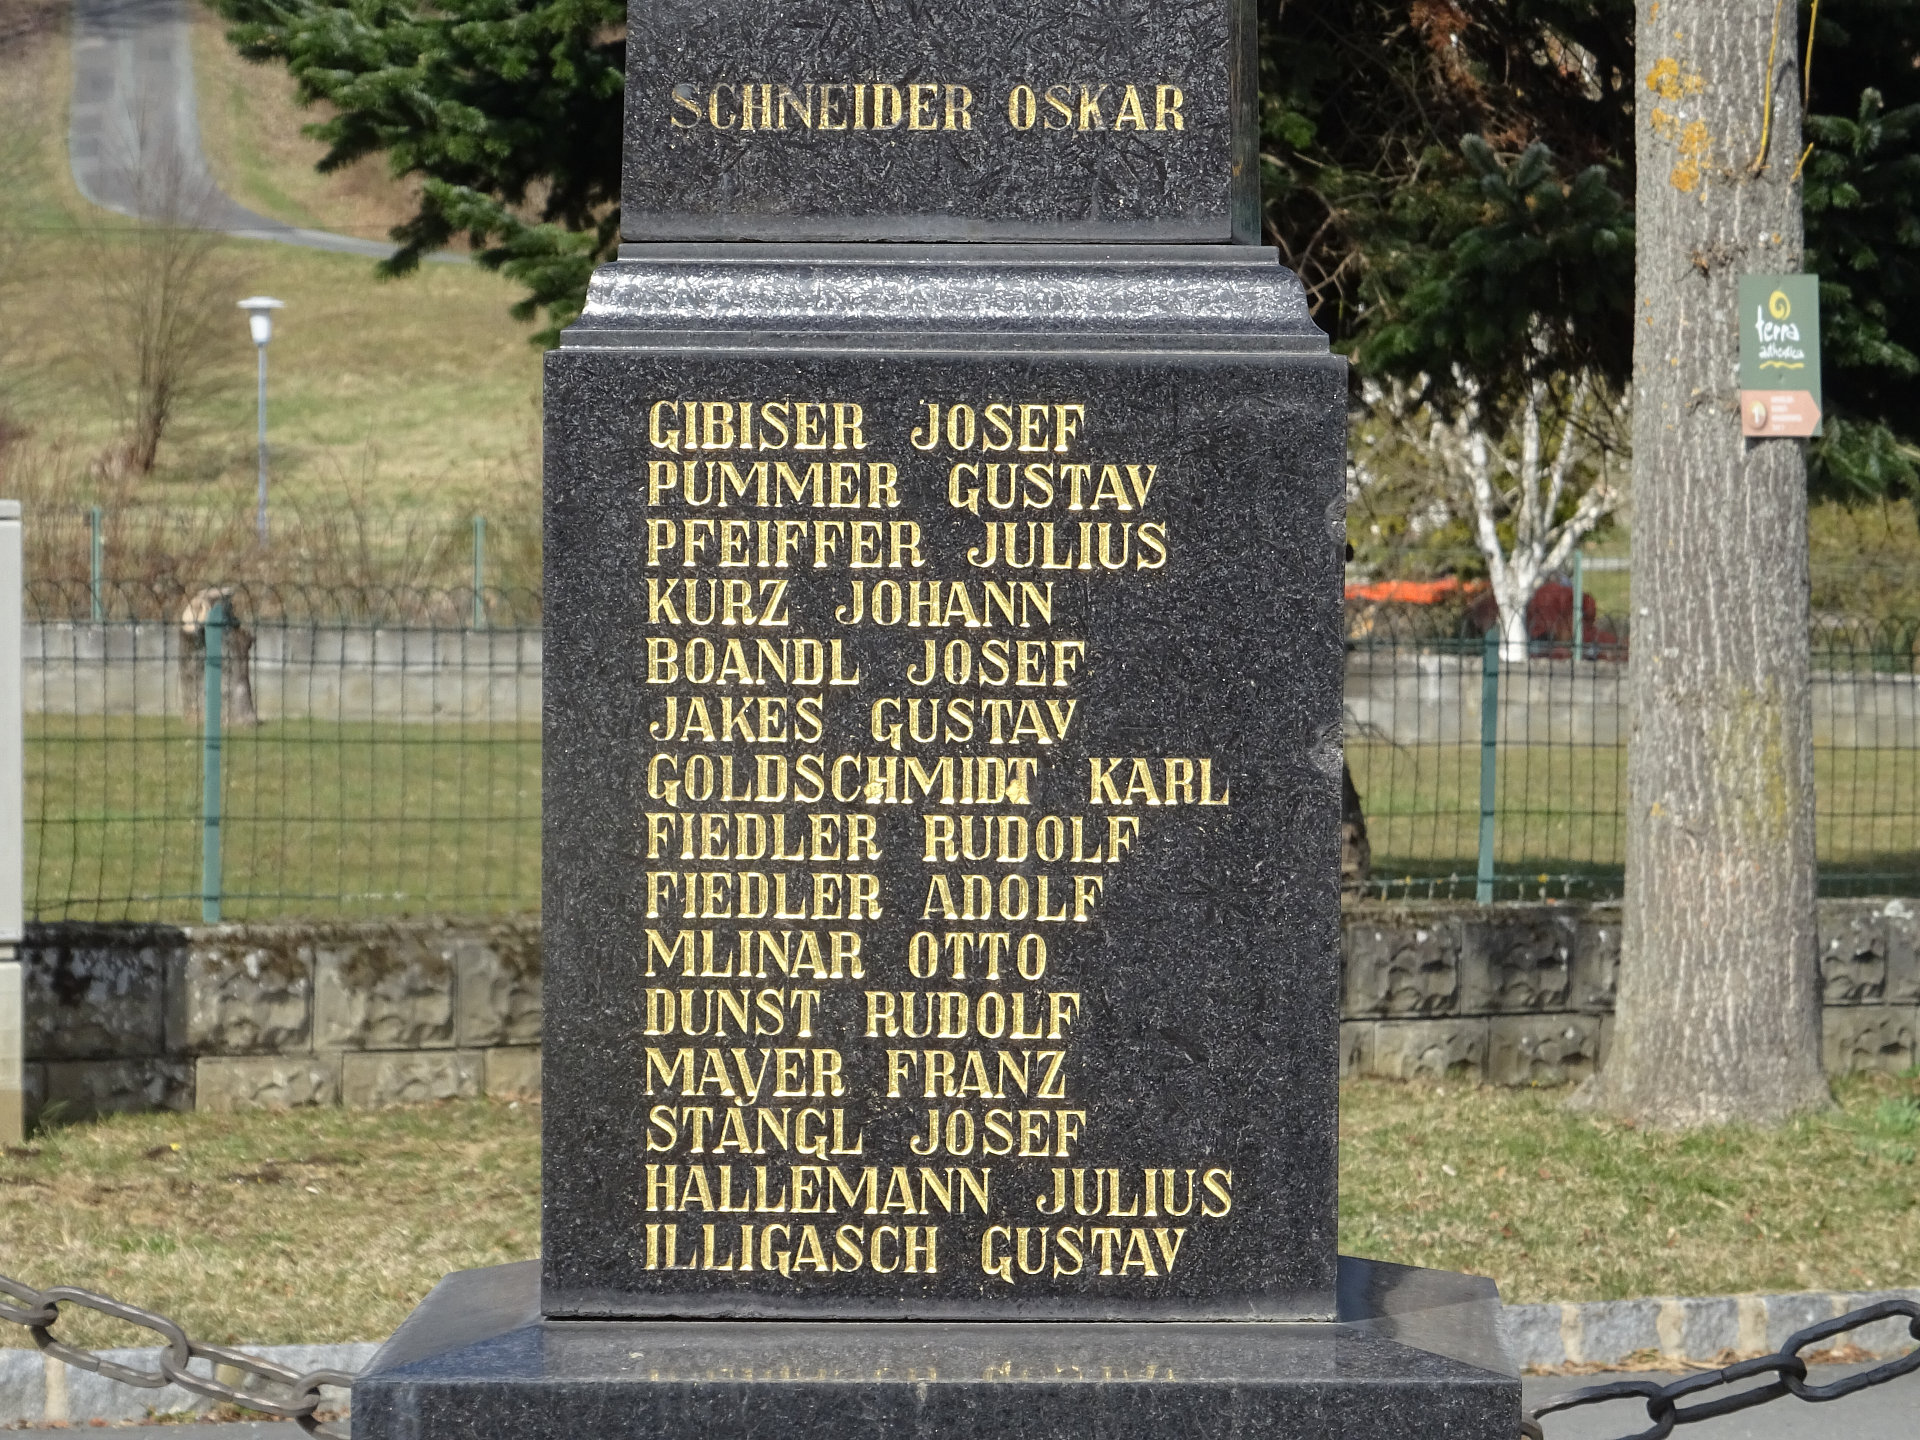 SCHNEIDER OSKAR
GIBISER JOSEF
PUMMER GUSTAV
PFEIFFER JULIUS
KURZ JOHANN
BOANDL JOSEF
JAKES GUSTAV
GOLDSCHMIDT KARL
FIEDLER RUDOLF
FIEDLER ADOLF
MLINAR OTTO
DUNST RUDOLF
MAYER FRANZ
STANGL JOSEF
HALLEMANN JULIUS
ILLIGASCH GUSTAV
terra